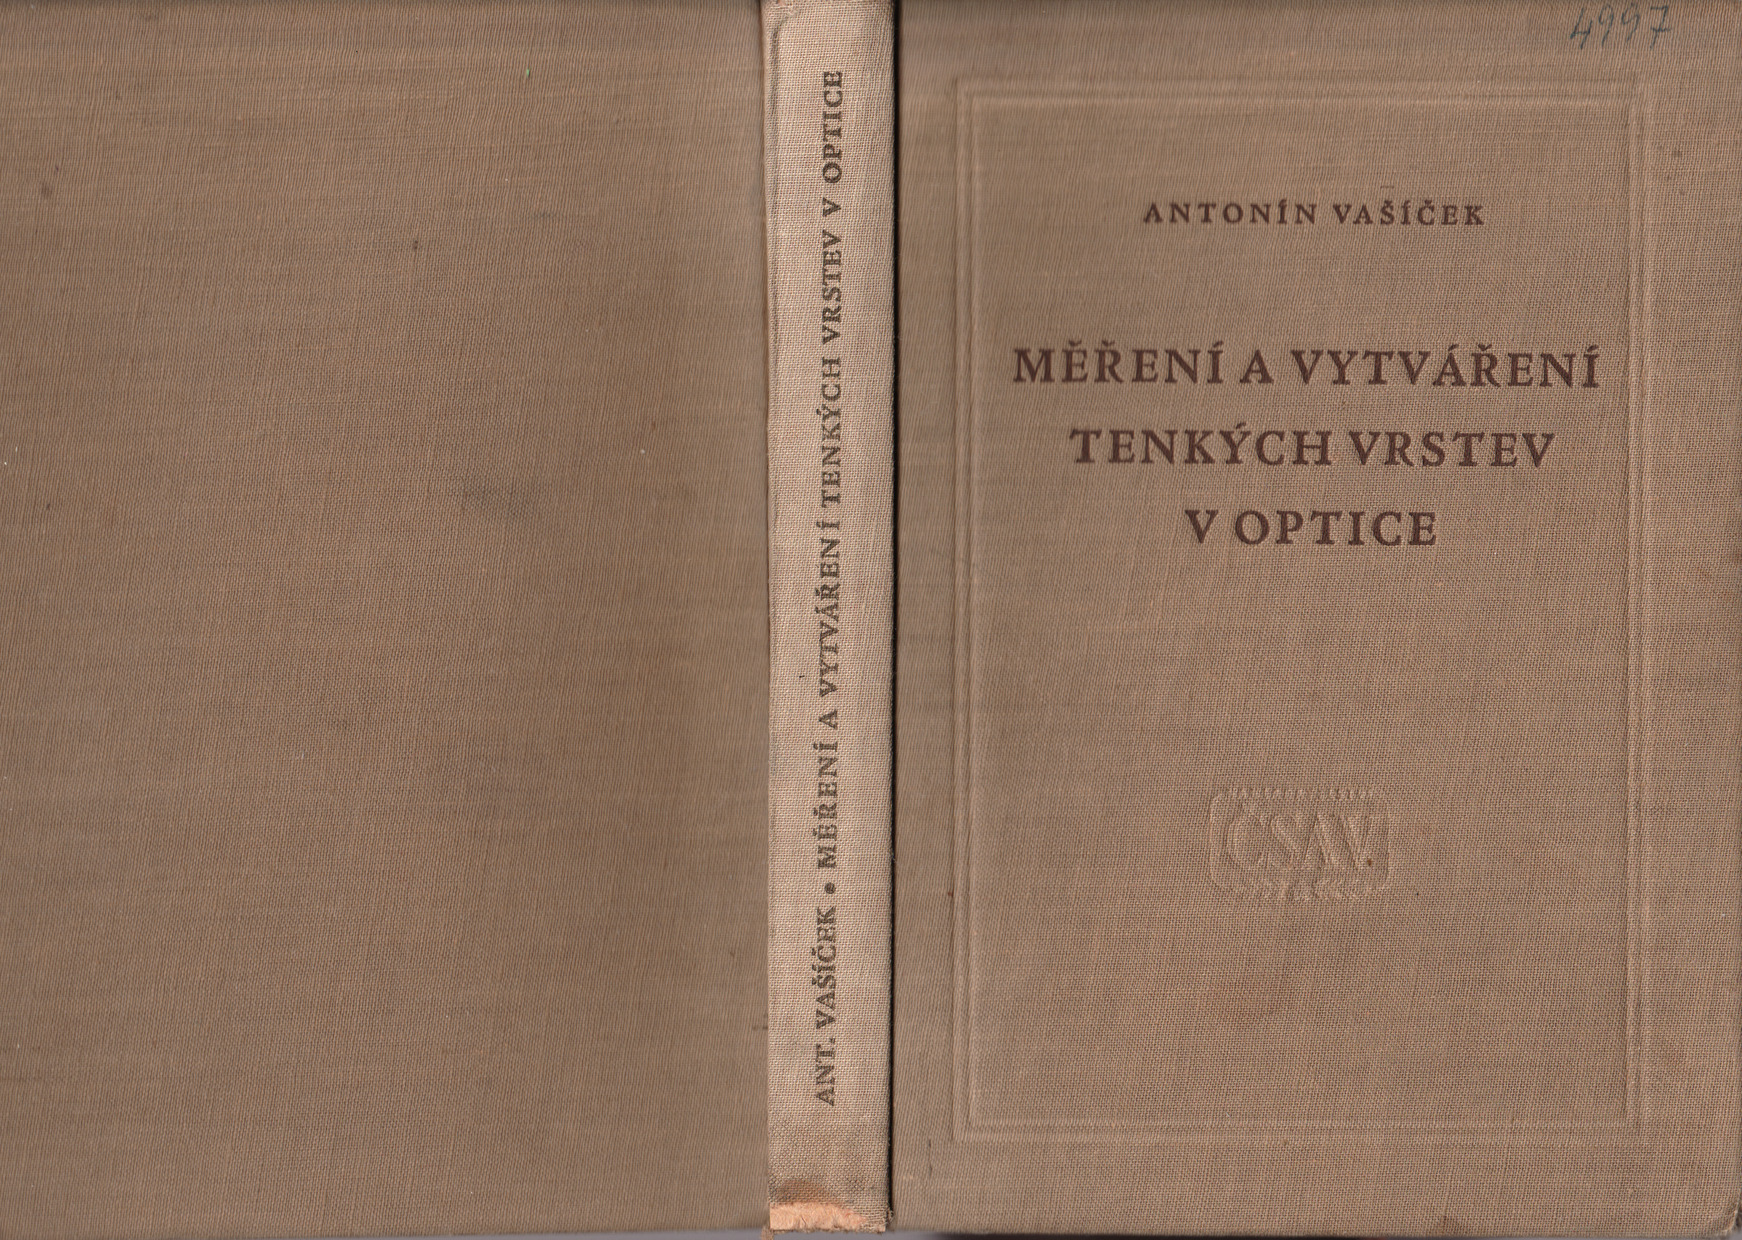 ANT. VAŠÍČEK • MĚŘENÍ A VYTVÁŘENÍ TENKÝCH VRSTEV V OPTICE
4997
ANTONÍN VAŠÍČEK
MĚŘENÍ A VYTVÁŘENÍ
TENKÝCH VRSTEV
V OPTICE
ČSAV